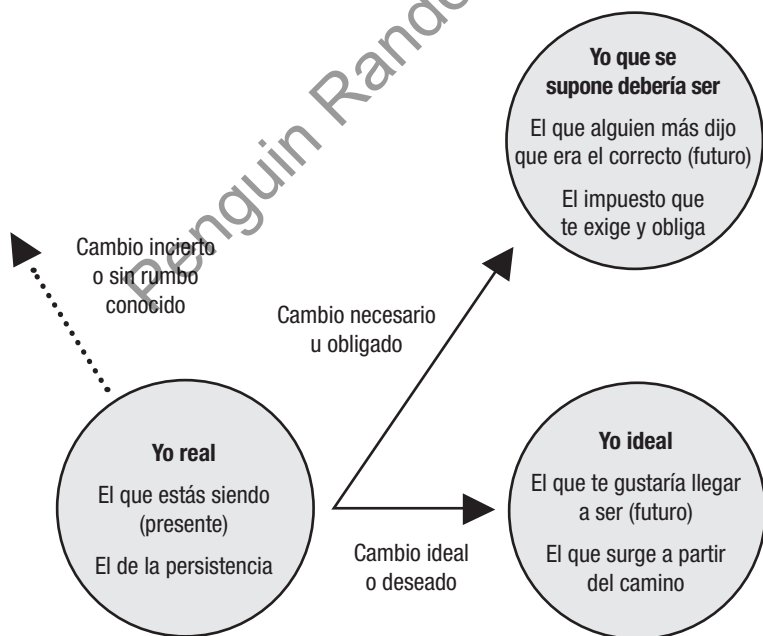 Penguin Rando
Yo que se
supone debería ser
El que alguien más dijo
que era el correcto (futuro)
El impuesto que
te exige y obliga
Cambio incierto
o sin rumbo
conocido
Cambio necesario
u obligado
Yo real
El que estás siendo
(presente)
El de la persistencia
Cambio ideal
o deseado
Yo ideal
El que te gustaría llegar
a ser (futuro)
El que surge a partir
del camino